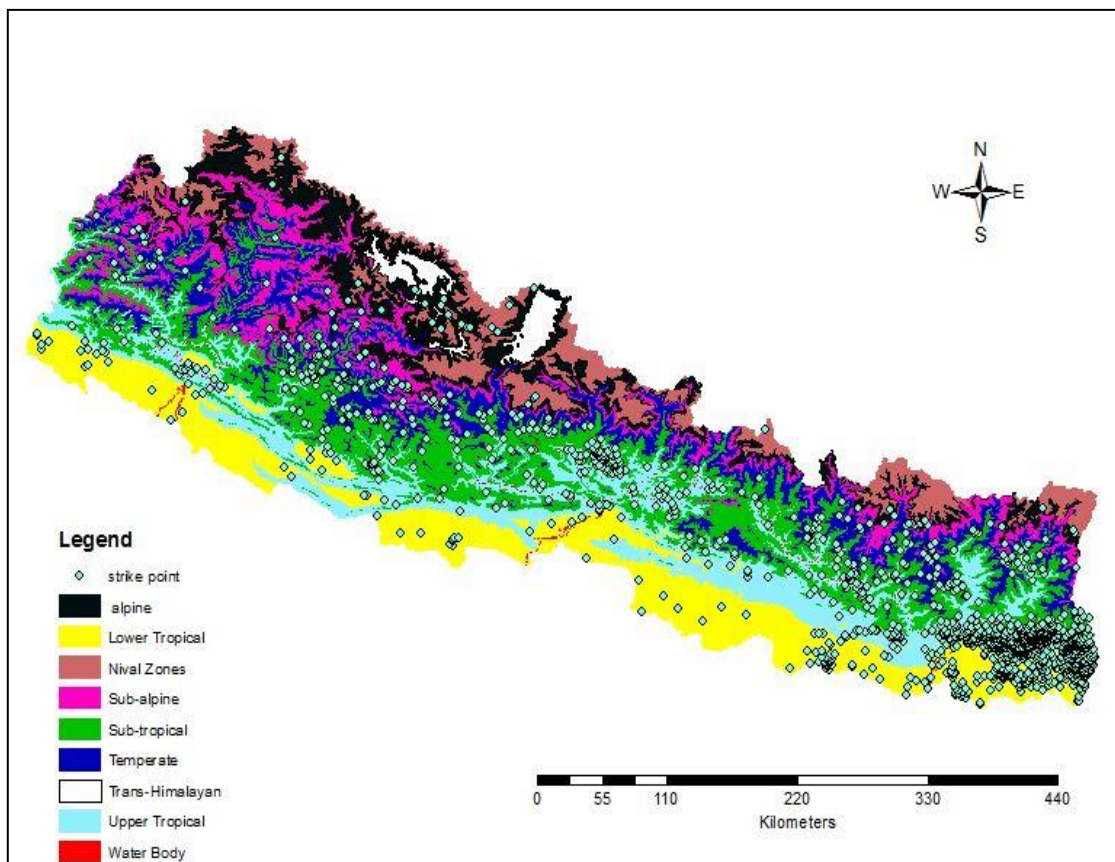 N
W E
S
Legend
strike point
alpine
Lower Tropical
Nival Zones
Sub-alpine
Sub-tropical
Temperate
Trans-Himalayan
Upper Tropical
Water Body
0 55 110 220 330 440
Kilometers